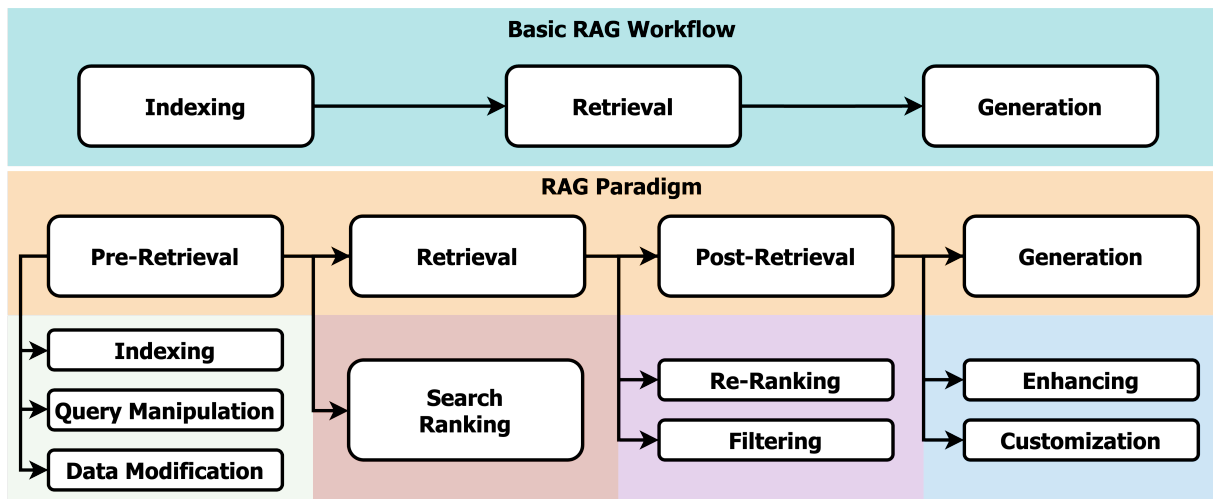 Basic RAG Workflow
Indexing
Retrieval
Generation
RAG Paradigm
Pre-Retrieval
Retrieval
Post-Retrieval
Generation
Indexing
Query Manipulation
Data Modification
Search
Ranking
Re-Ranking
Filtering
Enhancing
Customization